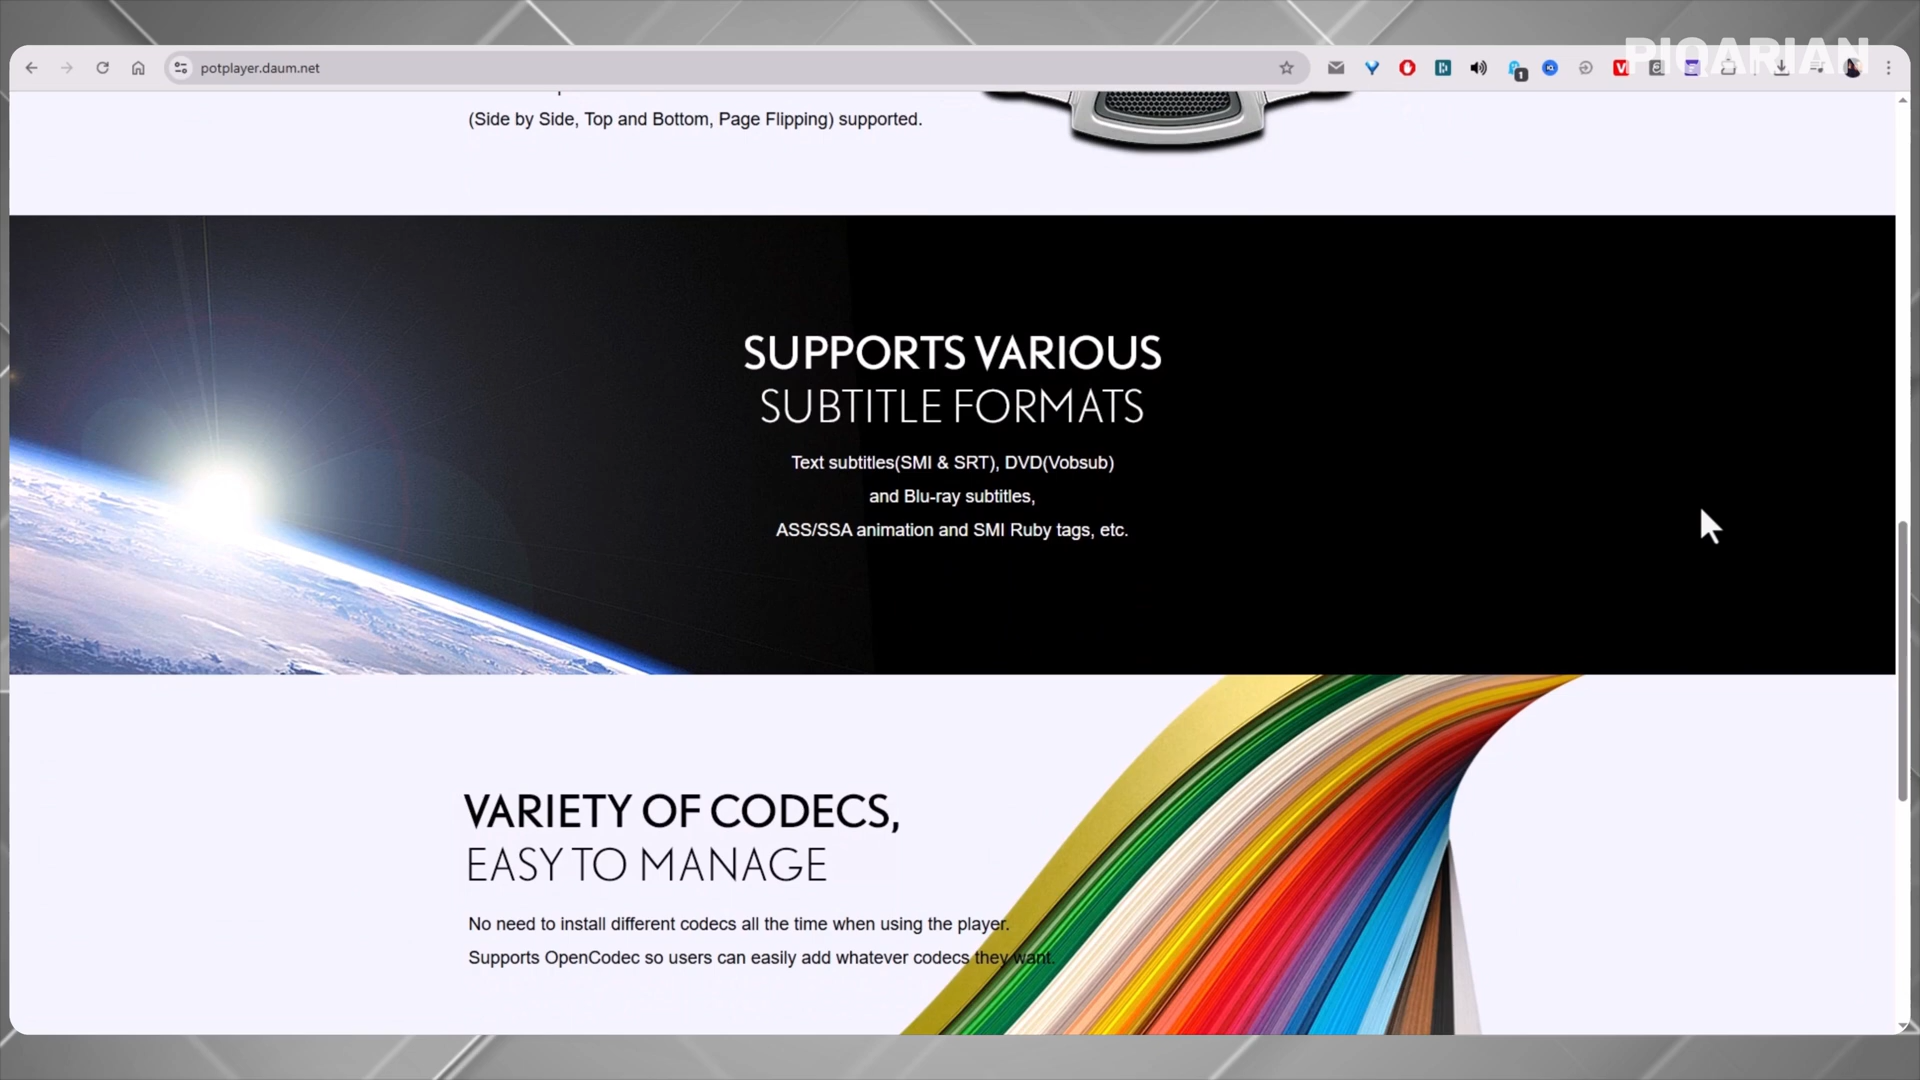 PIQARIAN
potplayer.daum.net
1
(Side by Side, Top and Bottom, Page Flipping) supported.
SUPPORTS VARIOUS
SUBTITLE FORMATS
Text subtitles(SMI & SRT), DVD(Vobsub)
and Blu-ray subtitles,
ASS/SSA animation and SMI Ruby tags, etc.
VARIETY OF CODECS,
EASY TO MANAGE
No need to install different codecs all the time when using the player.
Supports OpenCodec so users can easily add whatever codecs they want.